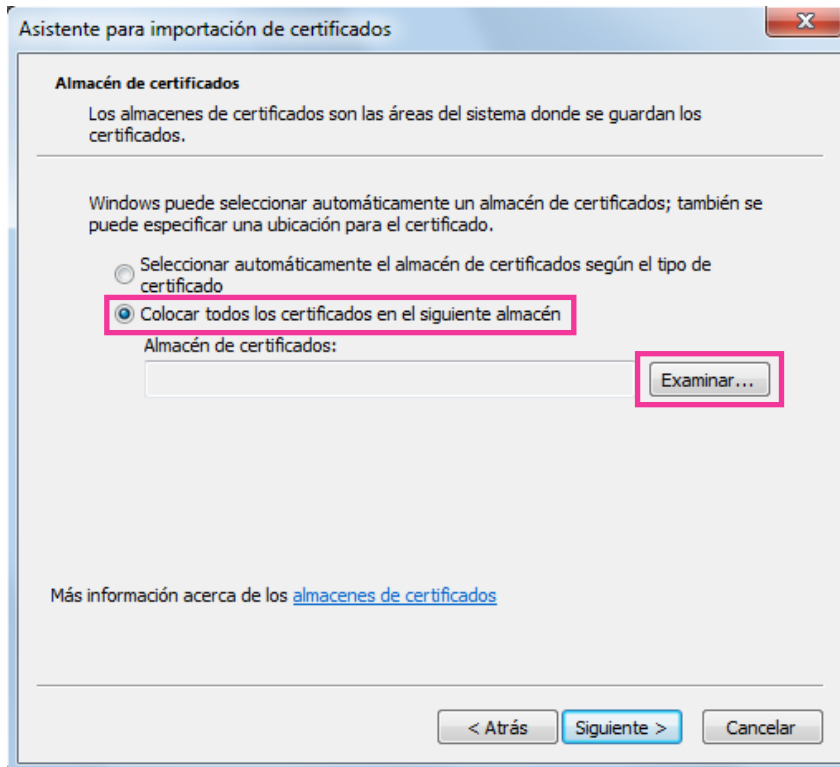 Asistente para importación de certificados
Almacén de certificados
Los almacenes de certificados son las áreas del sistema donde se guardan los
certificados.
Windows puede seleccionar automáticamente un almacén de certificados; también se
puede especificar una ubicación para el certificado.
Seleccionar automáticamente el almacén de certificados según el tipo de
certificado
Colocar todos los certificados en el siguiente almacén
Almacén de certificados:
Examinar...
Más información acerca de los almacenes de certificados
< Atrás
Siguiente >
Cancelar